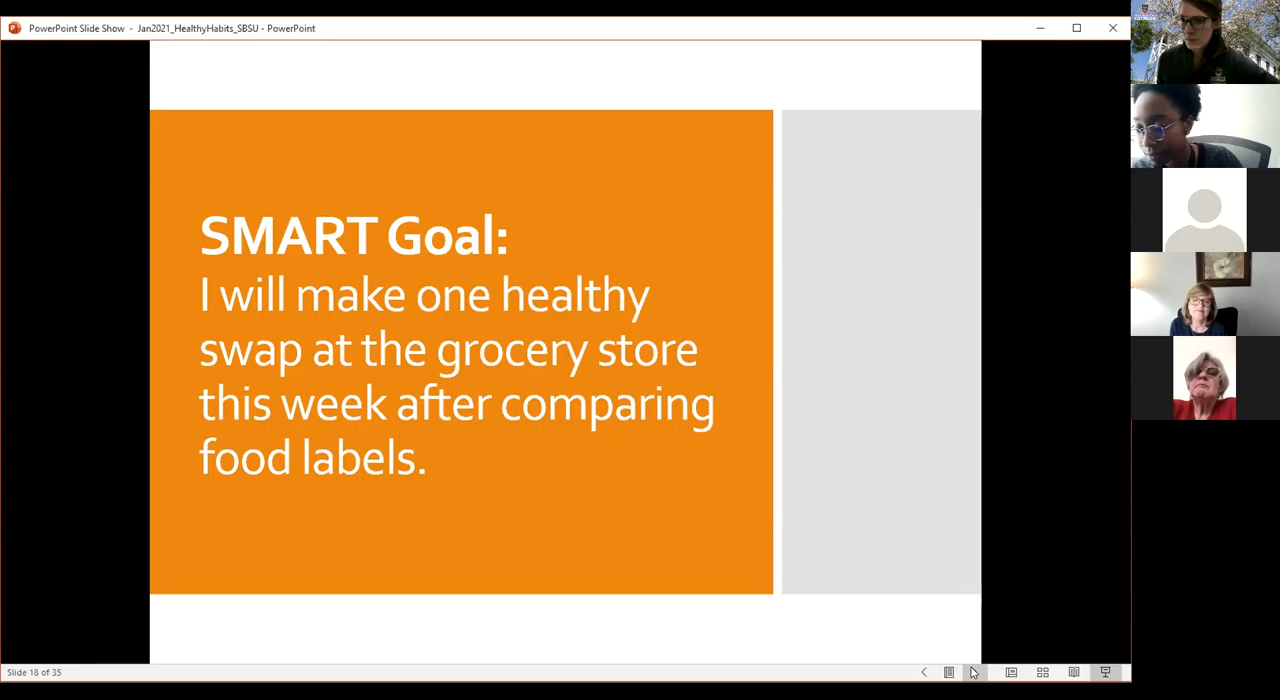 PowerPoint Slide Show - Jan2021_HealthyHabits_SBSU - PowerPoint
SMART Goal:
I will make one healthy
swap at the grocery store
this week after comparing
food labels.
Slide 18 of 35